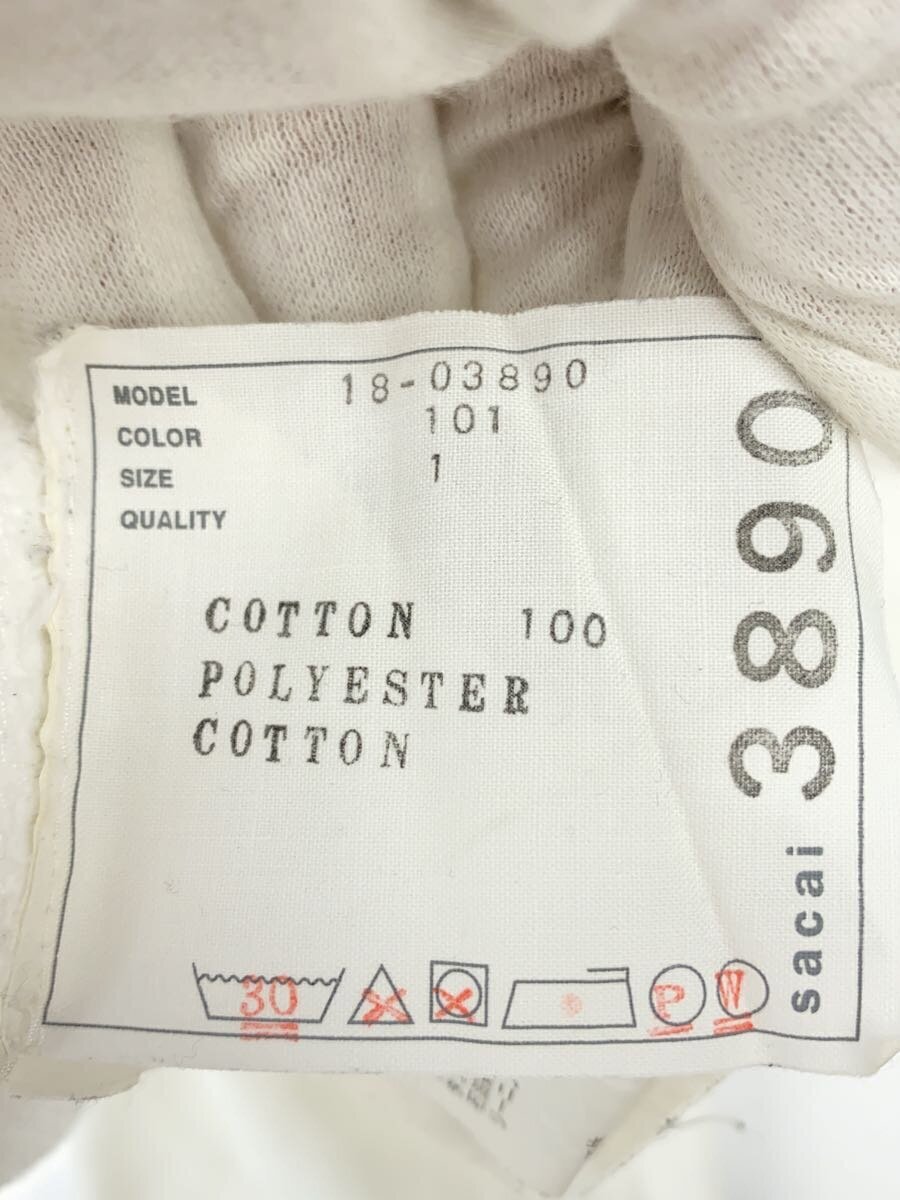 MODEL 18-03890
COLOR 101
SIZE 1
QUALITY
COTTON 100
POLYESTER
COTTON
30
P
W
sacai 3890